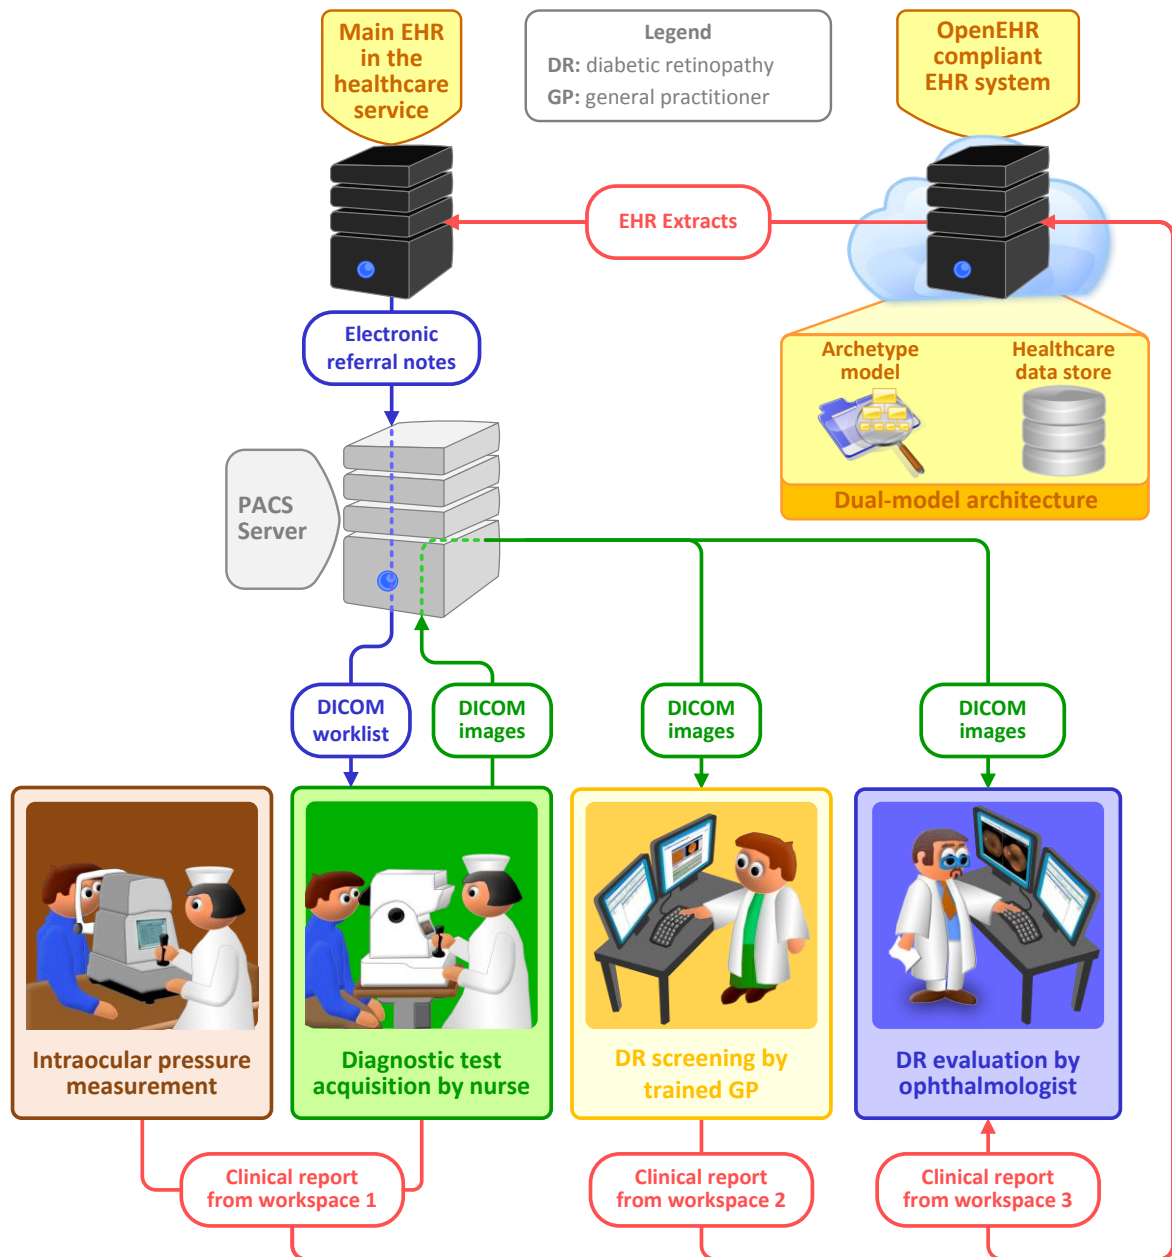 Main EHR
in the
healthcare
service
Legend
DR: diabetic retinopathy
GP: general practitioner
OpenEHR
compliant
EHR system
EHR Extracts
Electronic
referral notes
Archetype
model
Healthcare
data store
Dual-model architecture
PACS
Server
DICOM
worklist
DICOM
images
DICOM
images
DICOM
images
Intraocular pressure
measurement
Diagnostic test
acquisition by nurse
DR screening by
trained GP
DR evaluation by
ophthalmologist
Clinical report
from workspace 1
Clinical report
from workspace 2
Clinical report
from workspace 3